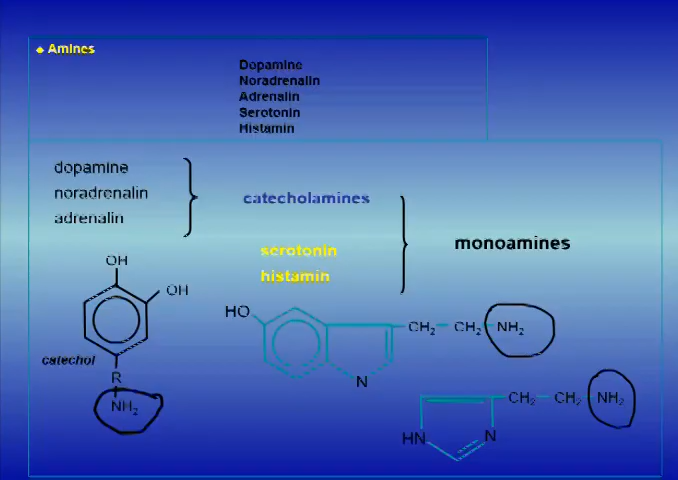 Amines
Dopamine
Noradrenalin
Adrenalin
Serotonin
Histamin
dopamine
noradrenalin
adrenalin
catecholamines
serotonin
histamin
monoamines
OH
OH
catechol
R
NH₂
HO
CH₂ CH₂ NH₂
N
CH₂ CH₂ NH₂
HN N